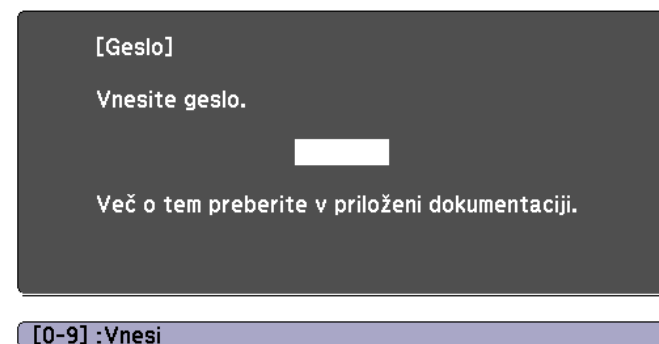 [Geslo]
Vnesite geslo.
Več o tem preberite v priloženi dokumentaciji.
[0-9] :Vnesi